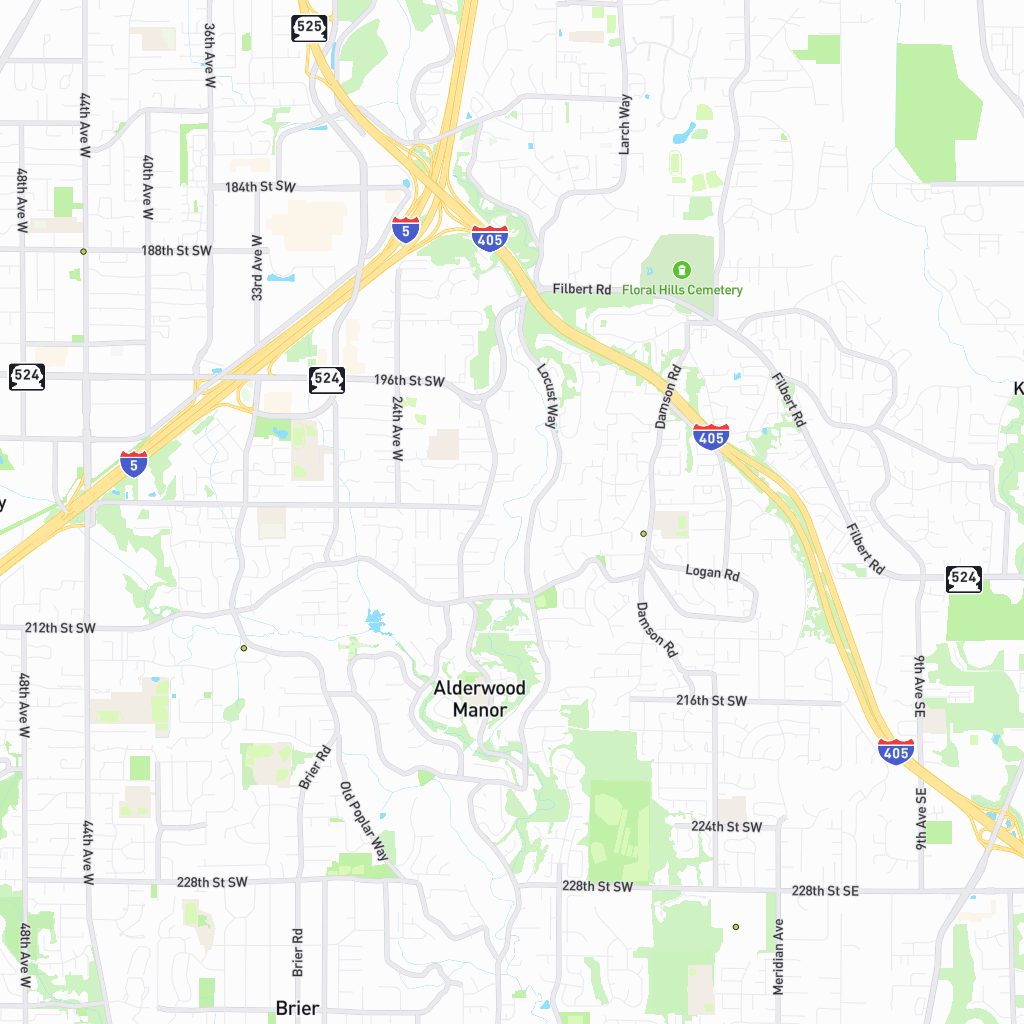 525
36th Ave W
44th Ave W
Larch Way
40th Ave W
48th Ave W
184th St SW
5
405
188th St SW
33rd Ave W
Floral Hills Cemetery
Filbert Rd
524
524
196th St SW
Locust Way
Damson Rd
Filbert Rd
K
24th Ave W
405
5
y
Filbert Rd
Logan Rd
524
212th St SW
Damson Rd
48th Ave W
9th Ave SE
Alderwood
Manor
216th St SW
405
Brier Rd
Old Poplar Way
9th Ave SE
44th Ave W
224th St SW
228th St SW
228th St SW
228th St SE
48th Ave W
Brier Rd
Meridian Ave
Brier